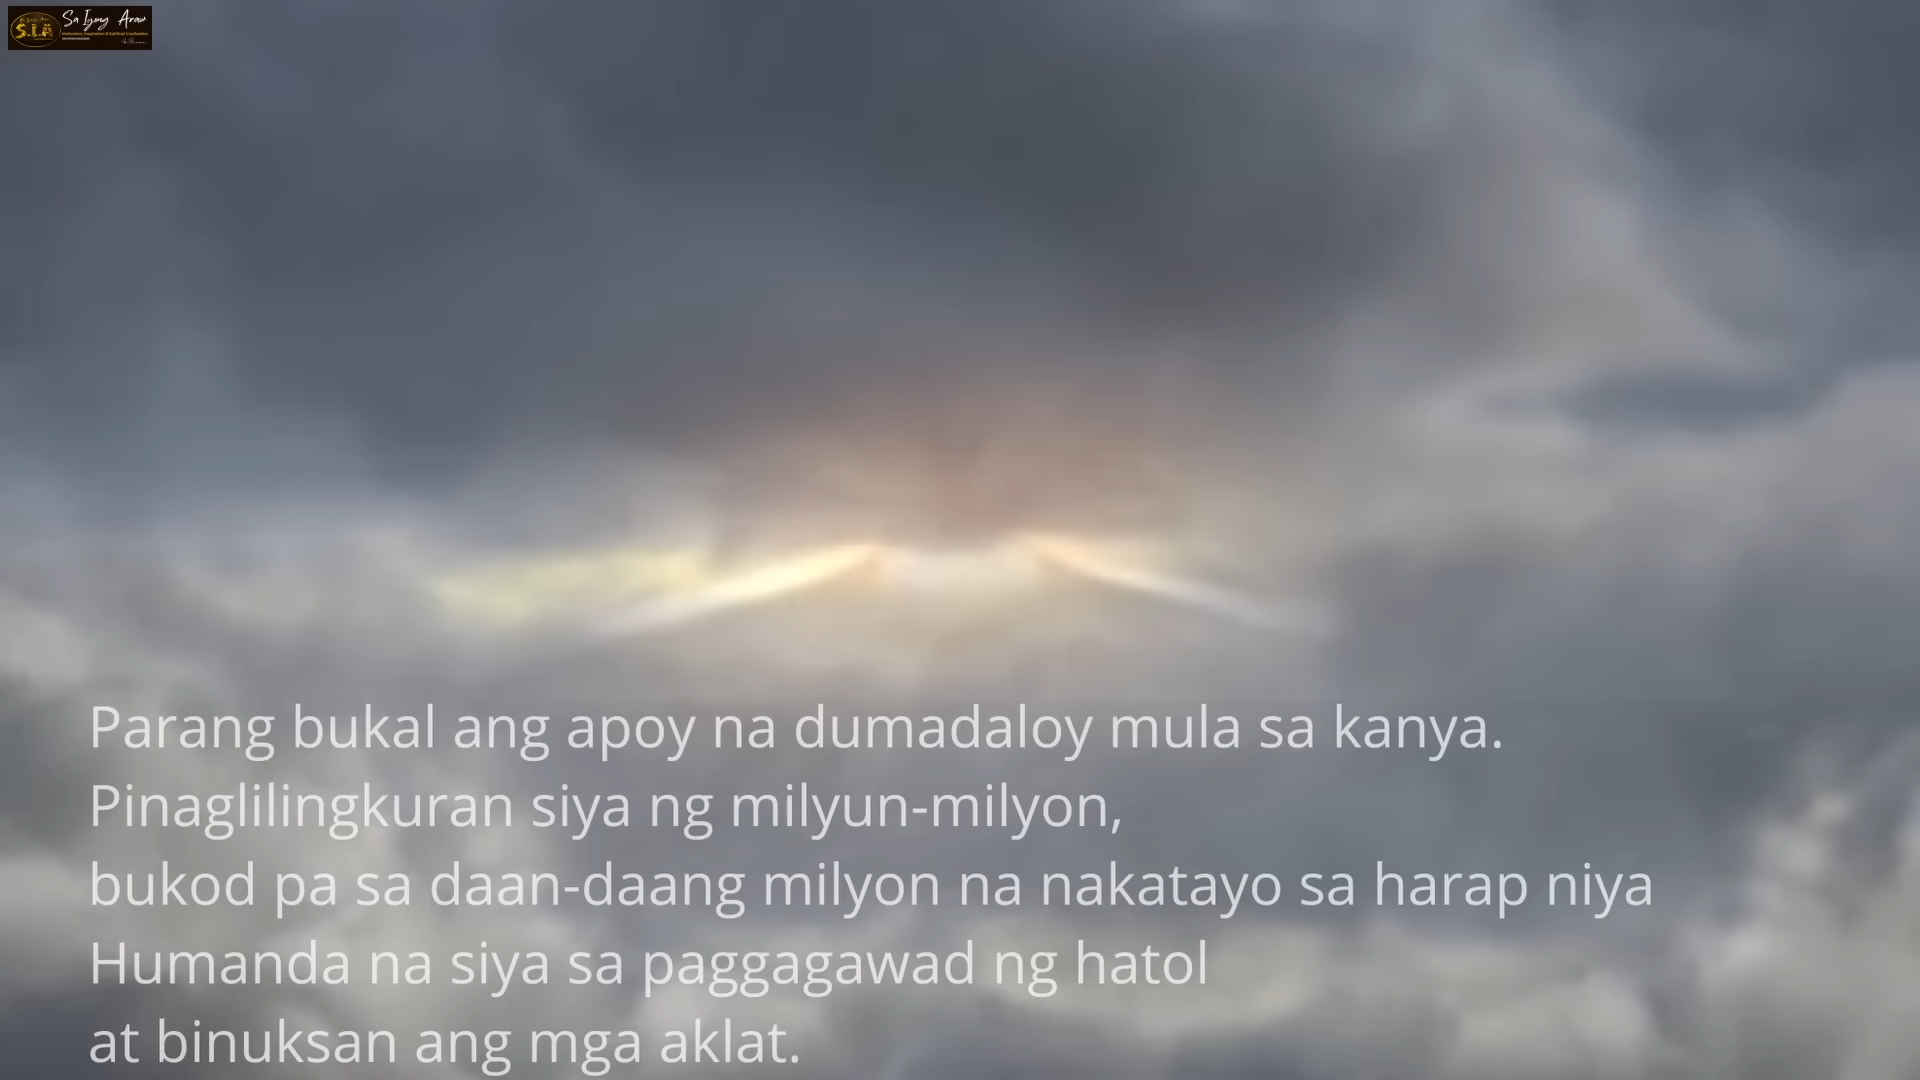 S.I.A
Sa Iyong Araw
Parang bukal ang apoy na dumadaloy mula sa kanya.
Pinaglilingkuran siya ng milyun-milyon,
bukod pa sa daan-daang milyon na nakatayo sa harap niya
Humanda na siya sa paggagawad ng hatol
at binuksan ang mga aklat.